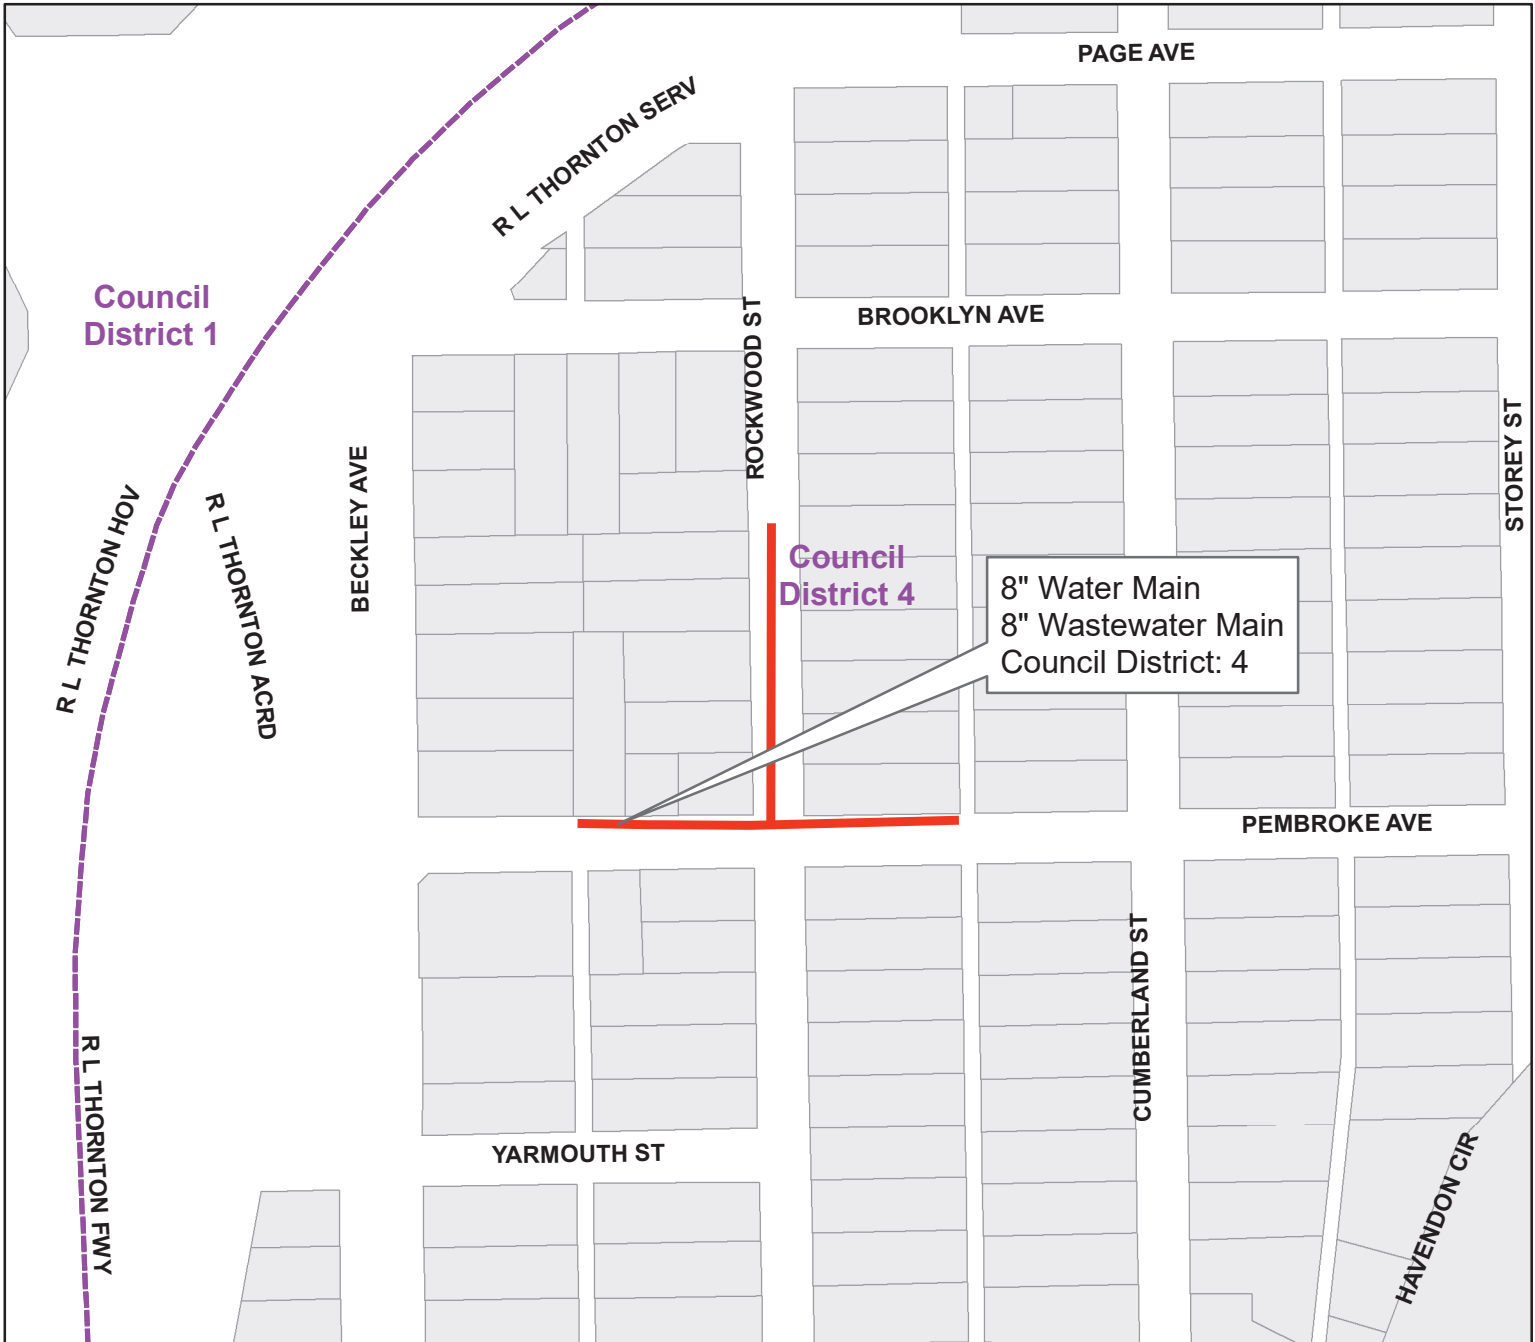 PAGE AVE
R L THORNTON SERV
Council
District 1
ROCKWOOD ST
BROOKLYN AVE
STOREY ST
BECKLEY AVE
R L THORNTON HOV
R L THORNTON ACRD
Council
District 4
8" Water Main
8" Wastewater Main
Council District: 4
PEMBROKE AVE
CUMBERLAND ST
R L THORNTON FWY
YARMOUTH ST
HAVENDON CIR